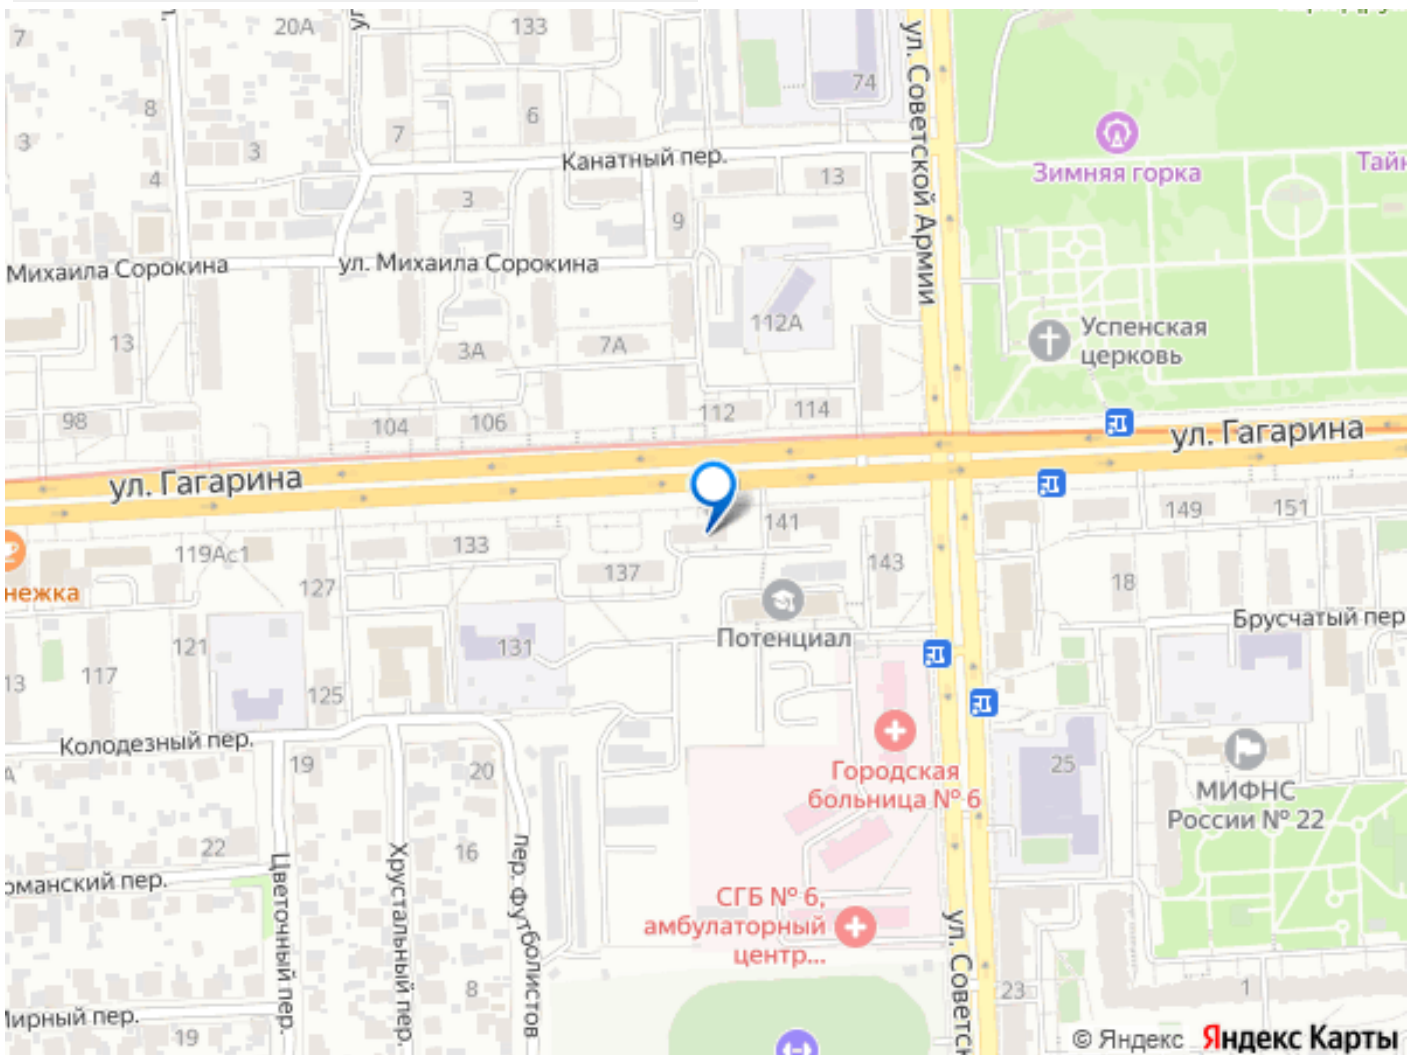 7
20А
133
74
8
6
7
3
3
4
Канатный пер.
13
3
9
Зимняя горка
ул. Советской Армии
Михаила Сорокина
ул. Михаила Сорокина
112А
13
3А
7А
Успенская
церковь
98
104
106
112
114
ул. Гагарина
ул. Гагарина
141
149
151
119Ас1
133
137
143
127
18
нежка
Потенциал
Брусчатый пер
121
131
13
117
125
Колодезный пер.
19
20
Городская
больница № 6
25
МИФНС
России № 22
22
16
оманский пер.
Цветочный пер.
Хрустальный пер.
пер. Футболистов
СГБ № 6,
амбулаторный
центр...
ул. Советск
8
23
1
Мирный пер.
19
© Яндекс Яндекс Карты